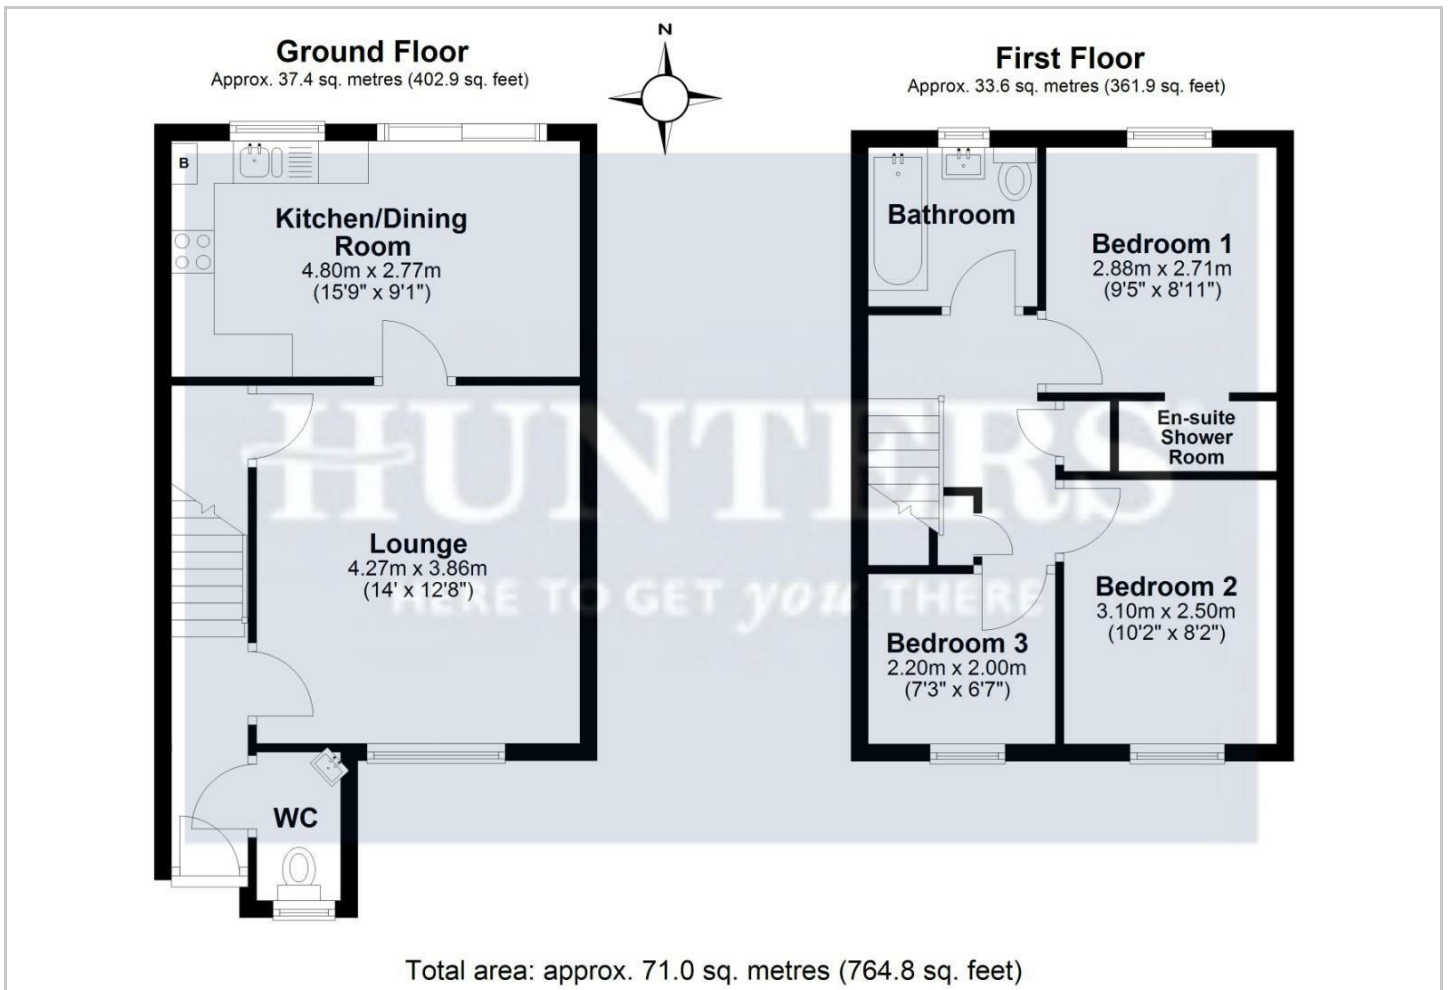 Ground Floor
Approx. 37.4 sq. metres (402.9 sq. feet)
N
First Floor
Approx. 33.6 sq. metres (361.9 sq. feet)
B
Kitchen/Dining
Room
4.80m x 2.77m
(15'9" x 9'1")
Bathroom
Bedroom 1
2.88m x 2.71m
(9'5" x 8'11")
En-suite
Shower
Room
HUNTERS
HERE TO GET you THERE
Lounge
4.27m x 3.86m
(14' x 12'8")
Bedroom 2
3.10m x 2.50m
(10'2" x 8'2")
Bedroom 3
2.20m x 2.00m
(7'3" x 6'7")
WC
Total area: approx. 71.0 sq. metres (764.8 sq. feet)